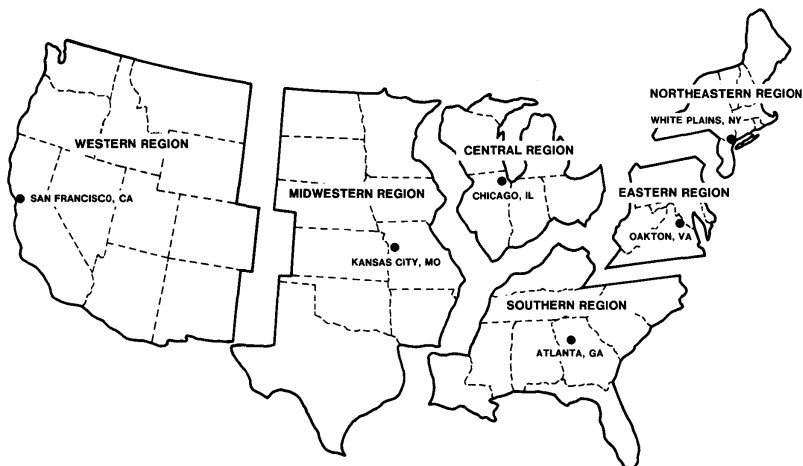 NORTHEASTERN REGION
WHITE PLAINS, NY
WESTERN REGION
CENTRAL REGION
MIDWESTERN REGION
CHICAGO, IL
EASTERN REGION
SAN FRANCISCO, CA
OAKTON, VA
KANSAS CITY, MO
SOUTHERN REGION
ATLANTA, GA